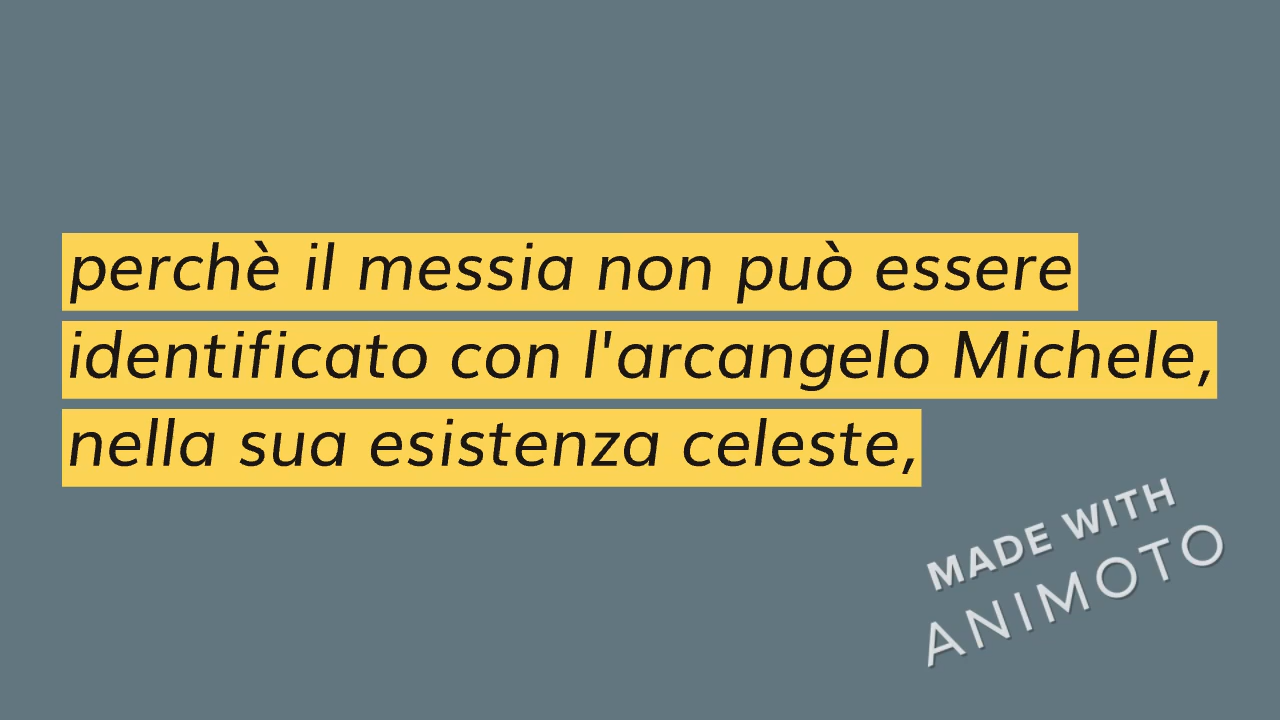 perchè il messia non può essere
identificato con l'arcangelo Michele,
nella sua esistenza celeste,
MADE WITH
ANIMOTO